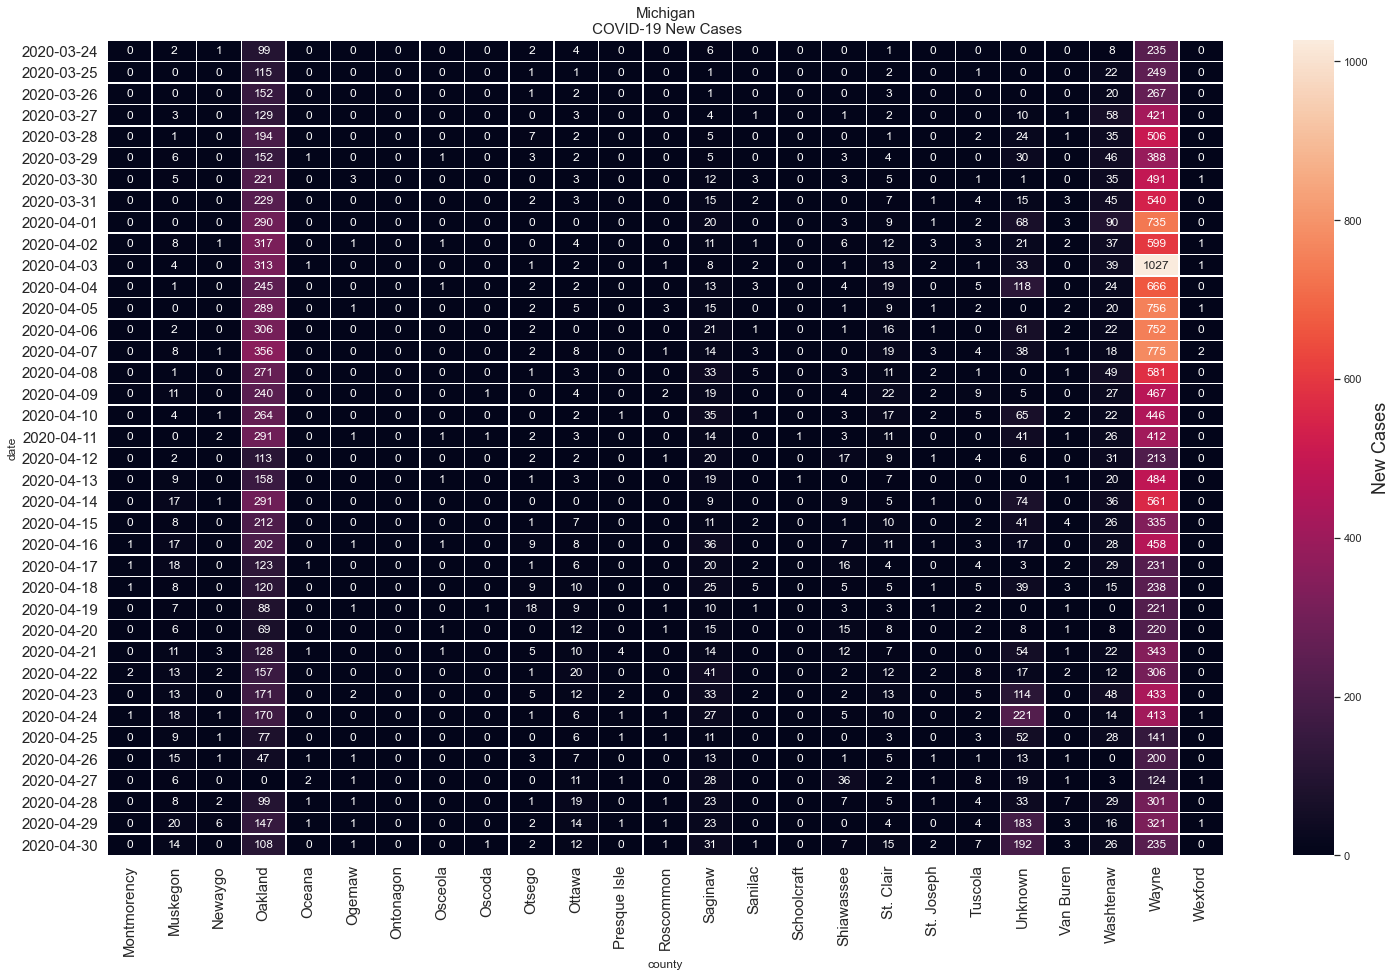 Michigan
COVID-19 New Cases
2020-03-24 0 2 1 99 0 0 0 0 0 2 4 0 0 6 0 0 0 1 0 0 0 0 8 235 0
2020-03-25 0 0 0 115 0 0 0 0 0 1 1 0 0 1 0 0 0 2 0 1 0 0 22 249 0
2020-03-26 0 0 0 152 0 0 0 0 0 1 2 0 0 1 0 0 0 3 0 0 0 0 20 267 0
2020-03-27 0 3 0 129 0 0 0 0 0 0 3 0 0 4 1 0 1 2 0 0 10 1 58 421 0
2020-03-28 0 1 0 194 0 0 0 0 0 7 2 0 0 5 0 0 0 1 0 2 24 1 35 506 0
2020-03-29 0 6 0 152 1 0 0 1 0 3 2 0 0 5 0 0 3 4 0 0 30 0 46 388 0
2020-03-30 0 5 0 221 0 3 0 0 0 0 3 0 0 12 3 0 3 5 0 1 1 0 35 491 1
2020-03-31 0 0 0 229 0 0 0 0 0 2 3 0 0 15 2 0 0 7 1 4 15 3 45 540 0
2020-04-01 0 0 0 290 0 0 0 0 0 0 0 0 0 20 0 0 3 9 1 2 68 3 90 735 0
2020-04-02 0 8 1 317 0 1 0 1 0 0 4 0 0 11 1 0 6 12 3 3 21 2 37 599 1
2020-04-03 0 4 0 313 1 0 0 0 0 1 2 0 1 8 2 0 1 13 2 1 33 0 39 1027 1
2020-04-04 0 1 0 245 0 0 0 1 0 2 2 0 0 13 3 0 4 19 0 5 118 0 24 666 0
2020-04-05 0 0 0 289 0 1 0 0 0 2 5 0 3 15 0 0 1 9 1 2 0 2 20 756 1
2020-04-06 0 2 0 306 0 0 0 0 0 2 0 0 0 21 1 0 1 16 1 0 61 2 22 752 0
2020-04-07 0 8 1 356 0 0 0 0 0 2 8 0 1 14 3 0 0 19 3 4 38 1 18 775 2
2020-04-08 0 1 0 271 0 0 0 0 0 1 3 0 0 33 5 0 3 11 2 1 0 1 49 581 0
2020-04-09 0 11 0 240 0 0 0 0 1 0 4 0 2 19 0 0 4 22 2 9 5 0 27 467 0
2020-04-10 0 4 1 264 0 0 0 0 0 0 2 1 0 35 1 0 3 17 2 5 65 2 22 446 0
2020-04-11 0 0 2 291 0 1 0 1 1 2 3 0 0 14 0 1 3 11 0 0 41 1 26 412 0
2020-04-12 0 2 0 113 0 0 0 0 0 2 2 0 1 20 0 0 17 9 1 4 6 0 31 213 0
2020-04-13 0 9 0 158 0 0 0 1 0 1 3 0 0 19 0 1 0 7 0 0 0 1 20 484 0
2020-04-14 0 17 1 291 0 0 0 0 0 0 0 0 0 9 0 0 9 5 1 0 74 0 36 561 0
2020-04-15 0 8 0 212 0 0 0 0 0 1 7 0 0 11 2 0 1 10 0 2 41 4 26 335 0
2020-04-16 1 17 0 202 0 1 0 1 0 9 8 0 0 36 0 0 7 11 1 3 17 0 28 458 0
2020-04-17 1 18 0 123 1 0 0 0 0 1 6 0 0 20 2 0 16 4 0 4 3 2 29 231 0
2020-04-18 1 8 0 120 0 0 0 0 0 9 10 0 0 25 5 0 5 5 1 5 39 3 15 238 0
2020-04-19 0 7 0 88 0 1 0 0 1 18 9 0 1 10 1 0 3 3 1 2 0 1 0 221 0
2020-04-20 0 6 0 69 0 0 0 1 0 0 12 0 1 15 0 0 15 8 0 2 8 1 8 220 0
2020-04-21 0 11 3 128 1 0 0 1 0 5 10 4 0 14 0 0 12 7 0 0 54 1 22 343 0
2020-04-22 2 13 2 157 0 0 0 0 0 1 20 0 0 41 0 0 2 12 2 8 17 2 12 306 0
2020-04-23 0 13 0 171 0 2 0 0 0 5 12 2 0 33 2 0 2 13 0 5 114 0 48 433 0
2020-04-24 1 18 1 170 0 0 0 0 0 1 6 1 1 27 0 0 5 10 0 2 221 0 14 413 1
2020-04-25 0 9 1 77 0 0 0 0 0 0 6 1 1 11 0 0 0 3 0 3 52 0 28 141 0
2020-04-26 0 15 1 47 1 1 0 0 0 3 7 0 0 13 0 0 1 5 1 1 13 1 0 200 0
2020-04-27 0 6 0 0 2 1 0 0 0 0 11 1 0 28 0 0 36 2 1 8 19 1 3 124 1
2020-04-28 0 8 2 99 1 1 0 0 0 1 19 0 1 23 0 0 7 5 1 4 33 7 29 301 0
2020-04-29 0 20 6 147 1 1 0 0 0 2 14 1 1 23 0 0 0 4 0 4 183 3 16 321 1
2020-04-30 0 14 0 108 0 1 0 0 1 2 12 0 1 31 1 0 7 15 2 7 192 3 26 235 0
date
Montmorency Muskegon Newaygo Oakland Oceana Ogemaw Ontonagon Osceola Oscoda Otsego Ottawa Presque Isle Roscommon Saginaw Sanilac Schoolcraft Shiawassee St. Clair St. Joseph Tuscola Unknown Van Buren Washtenaw Wayne Wexford
county
1000
800
600
400
200
0
New Cases